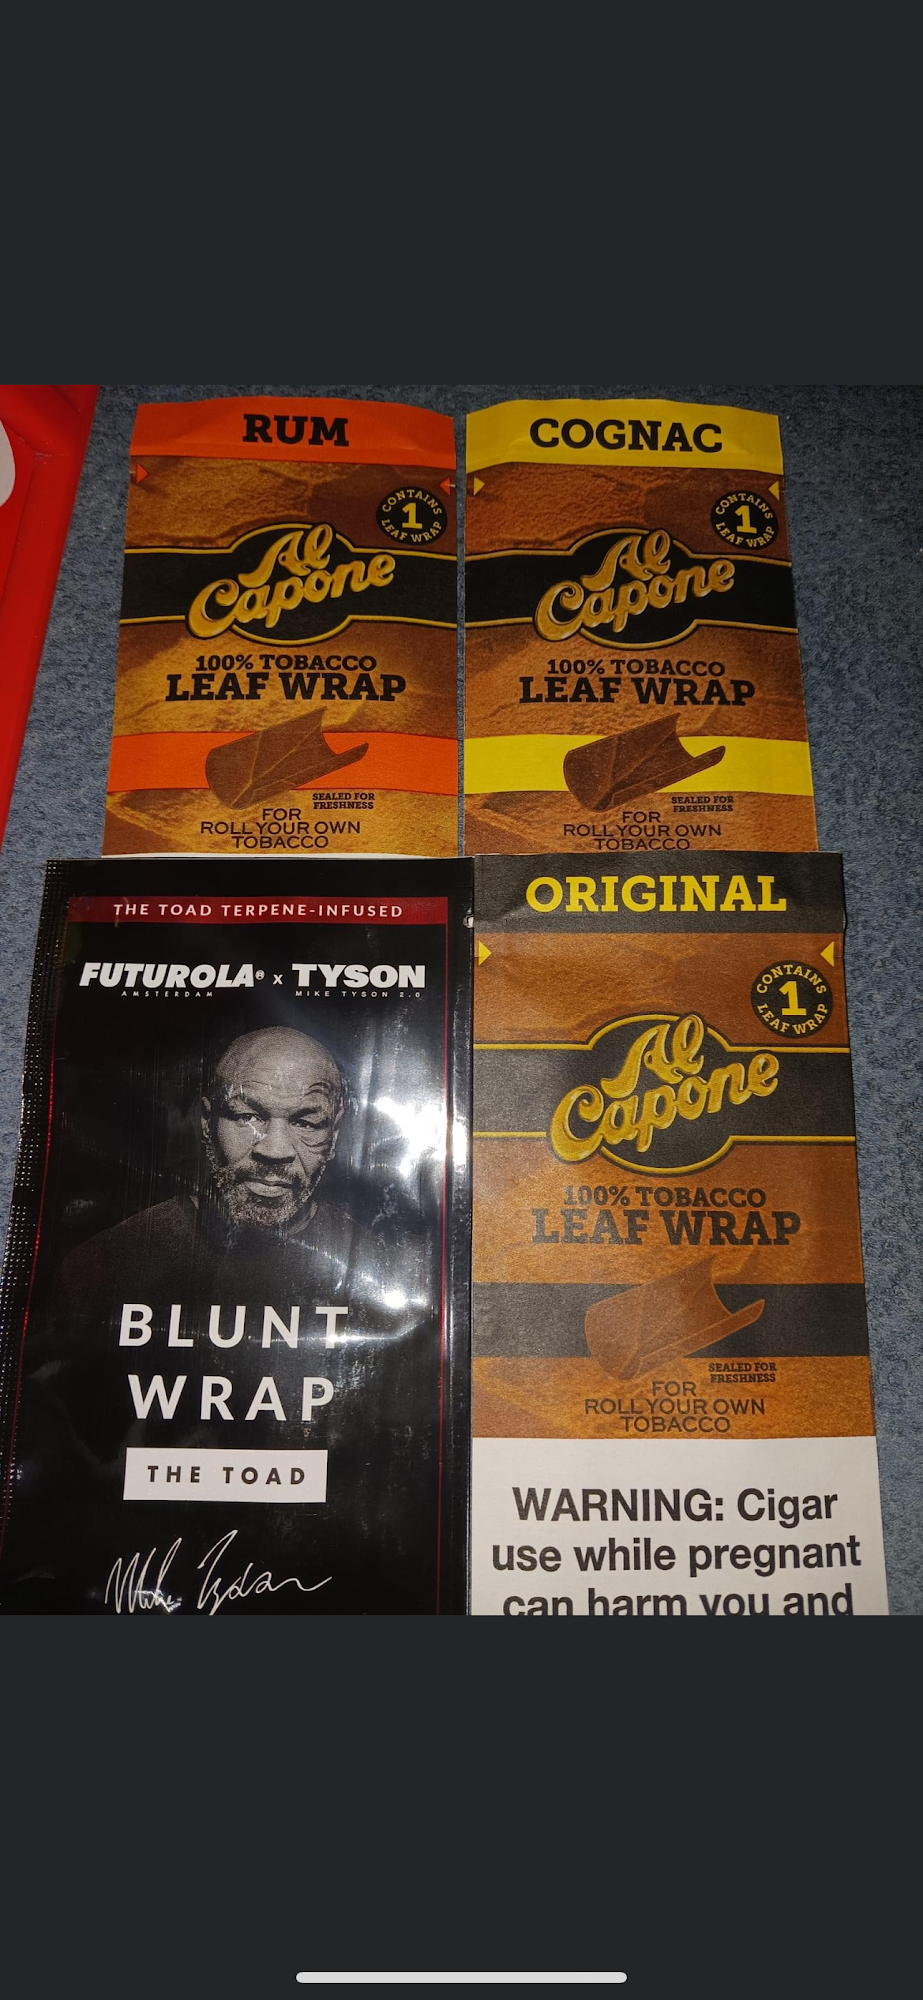 RUM
CONTAINS
1
LEAF WRAP
Al
Capone
100% TOBACCO
LEAF WRAP
SEALED FOR
FRESHNESS
FOR
ROLL YOUR OWN
TOBACCO
COGNAC
CONTAINS
1
LEAF WRAP
Al
Capone
100% TOBACCO
LEAF WRAP
SEALED FOR
FRESHNESS
FOR
ROLL YOUR OWN
TOBACCO
THE TOAD TERPENE-INFUSED
FUTUROLA® x TYSON
AMSTERDAM MIKE TYSON 2.0
BLUNT
WRAP
THE TOAD
Mike Tyson
ORIGINAL
CONTAINS
1
LEAF WRAP
Al
Capone
100% TOBACCO
LEAF WRAP
SEALED FOR
FRESHNESS
FOR
ROLL YOUR OWN
TOBACCO
WARNING: Cigar
use while pregnant
can harm you and